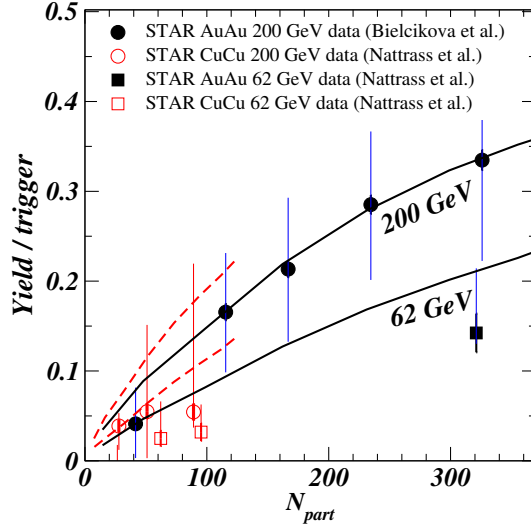 STAR AuAu 200 GeV data (Bielcikova et al.)
STAR CuCu 200 GeV data (Nattrass et al.)
STAR AuAu 62 GeV data (Nattrass et al.)
STAR CuCu 62 GeV data (Nattrass et al.)
0.5
0.4
0.3
0.2
0.1
0
Yield / trigger
200 GeV
62 GeV
0 100 200 300
N_part